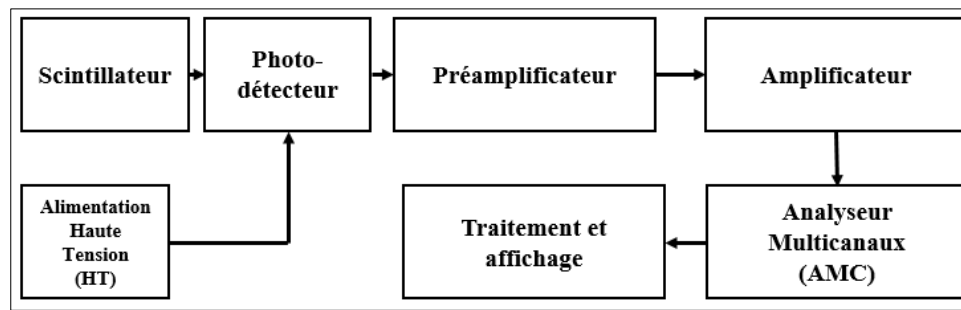 Scintillateur
Photo-
détecteur
Préamplificateur
Amplificateur
Alimentation
Haute
Tension
(HT)
Traitement et
affichage
Analyseur
Multicanaux
(AMC)